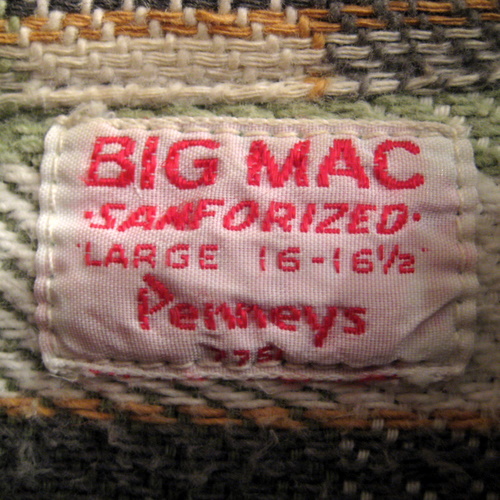 BIG MAC
·SANFORIZED·
LARGE 16-16½
Penneys